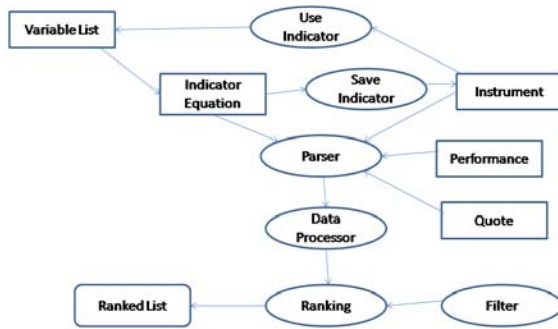 Use
Indicator
Variable List
Indicator
Equation
Save
Indicator
Instrument
Parser
Performance
Data
Processor
Quote
Ranked List
Ranking
Filter